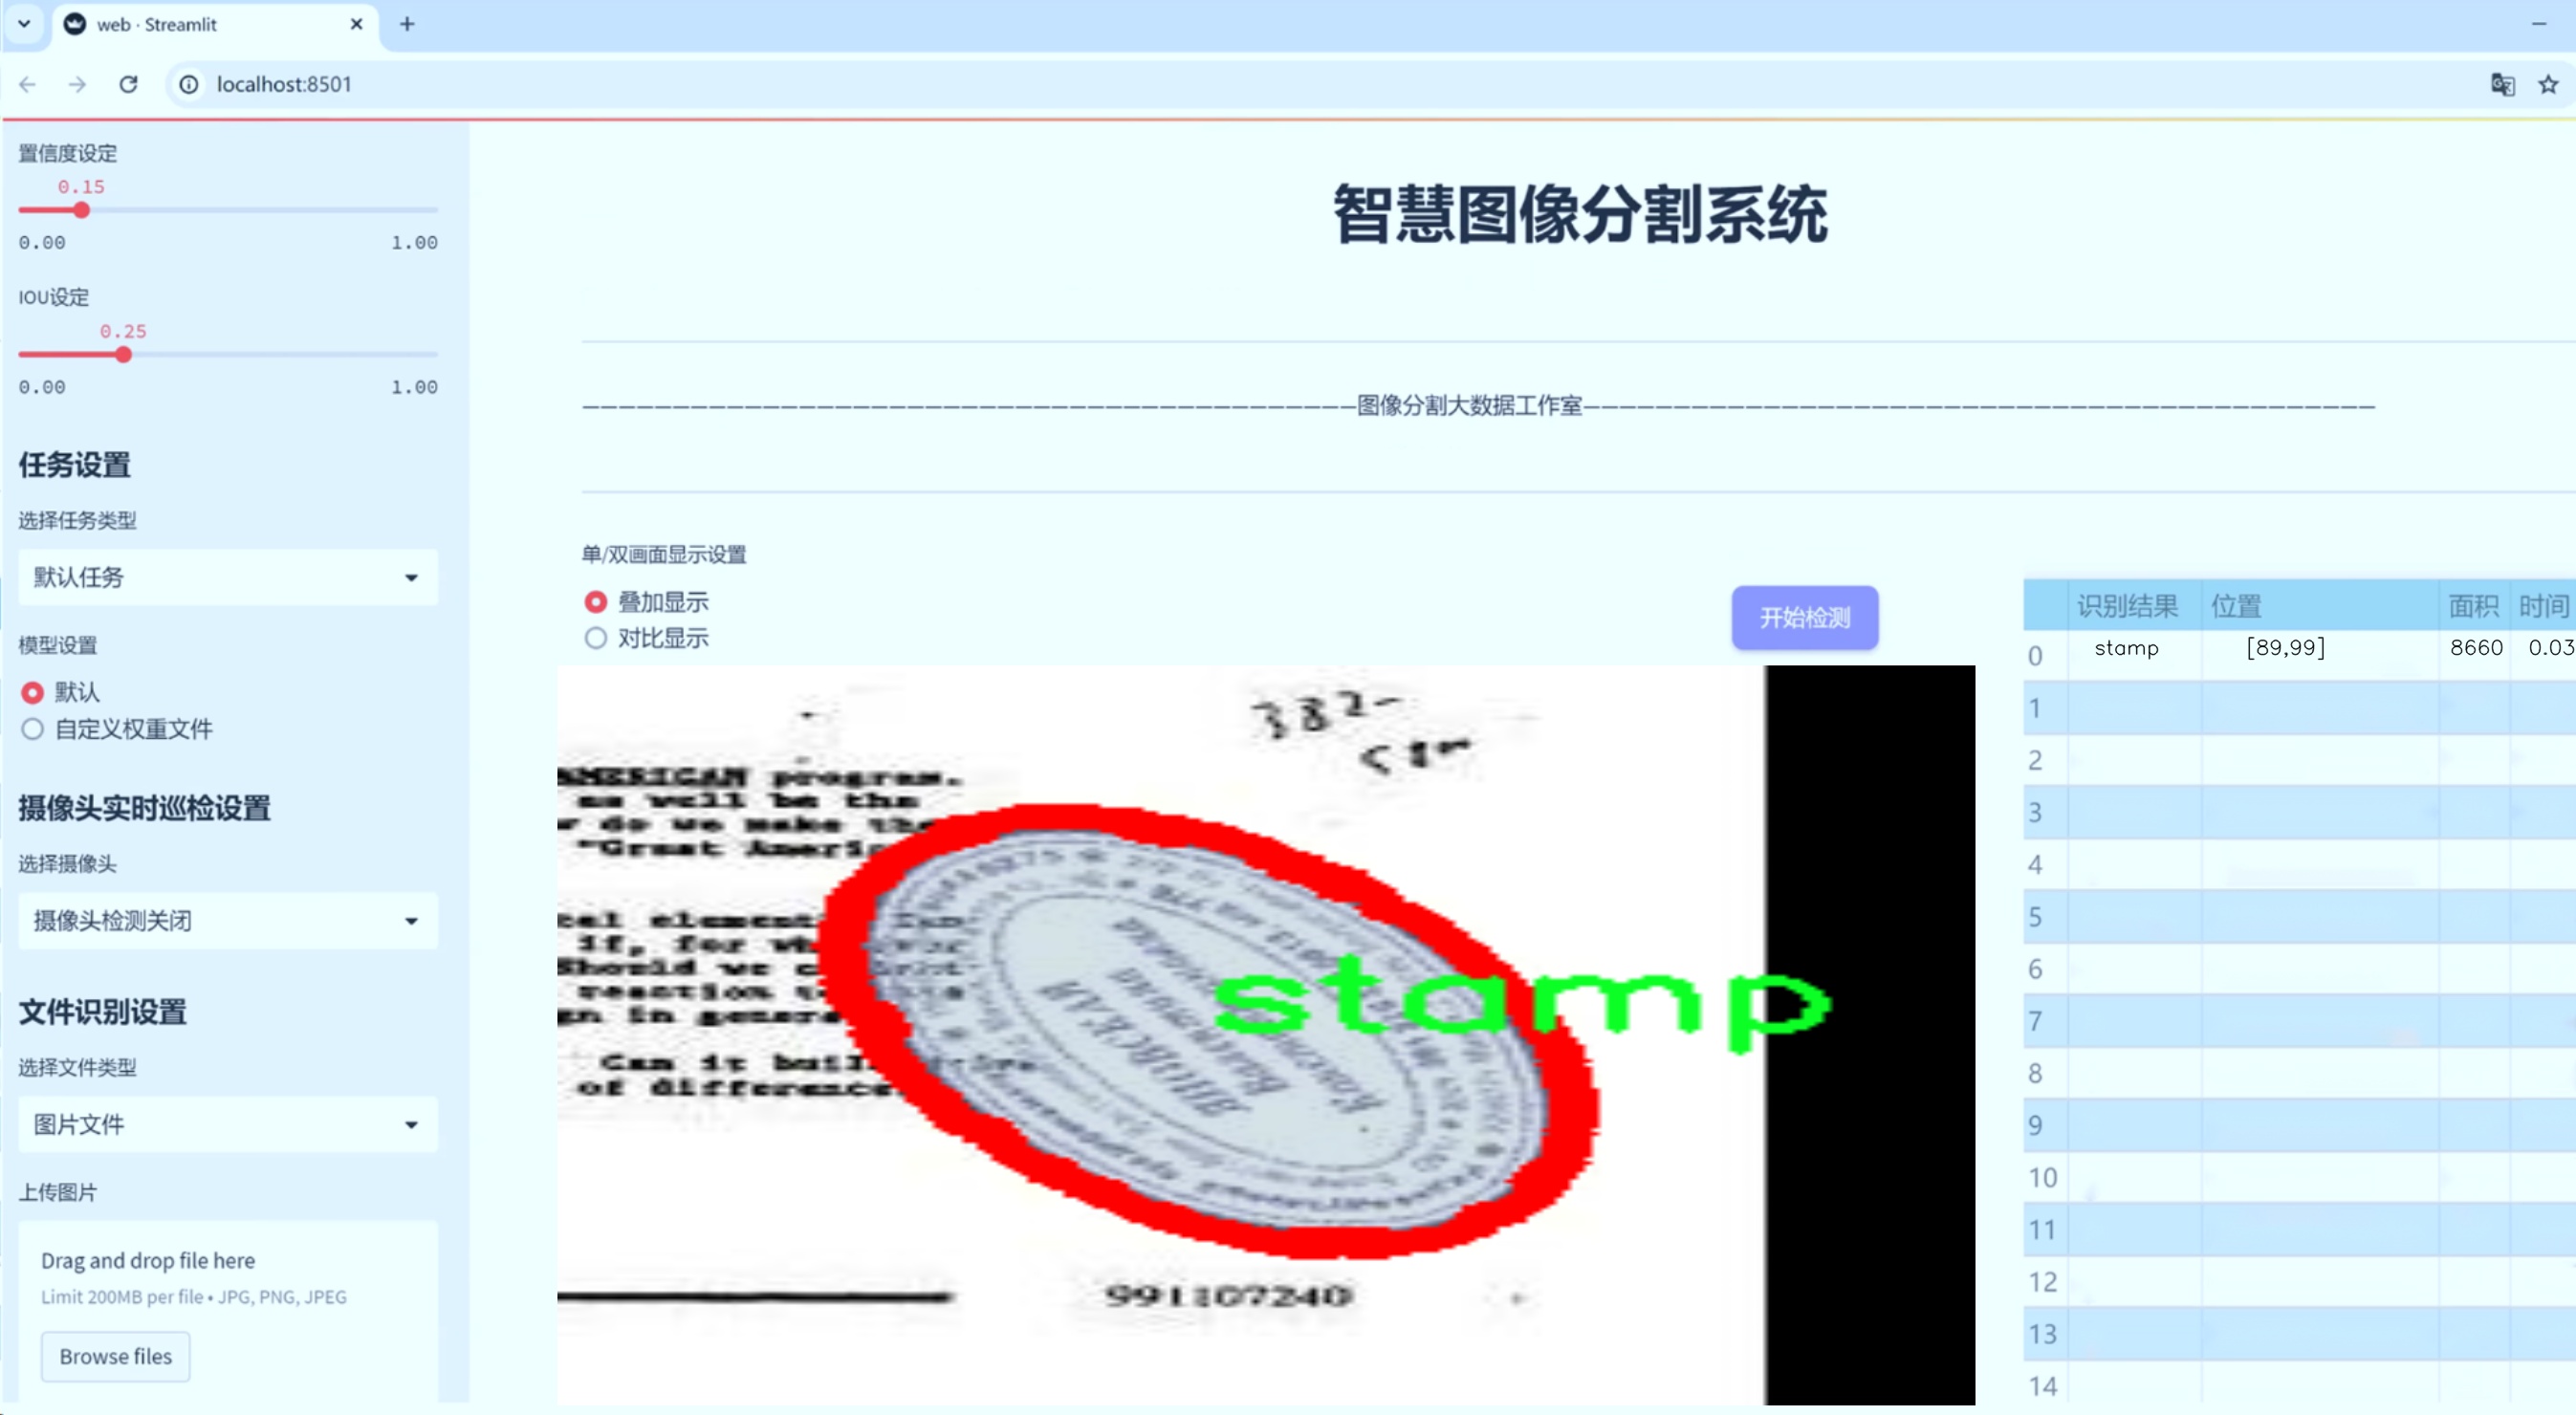 web · Streamlit
localhost:8501
置信度设定
0.15
0.00 1.00
IOU设定
0.25
0.00 1.00
任务设置
选择任务类型
默认任务
模型设置
默认
自定义权重文件
摄像头实时巡检设置
选择摄像头
摄像头检测关闭
文件识别设置
选择文件类型
图片文件
上传图片
Drag and drop file here
Limit 200MB per file • JPG, PNG, JPEG
Browse files
智慧图像分割系统
图像分割大数据工作室
单/双画面显示设置
叠加显示
对比显示
开始检测
382-
AMERICAN program.
as well be the
do we make the
"Great
if, for
Should we
reaction
in
Can it
of difference
stamp
991107240
识别结果 位置 面积 时间
0 stamp [89,99] 8660 0.03
1
2
3
4
5
6
7
8
9
10
11
12
13
14